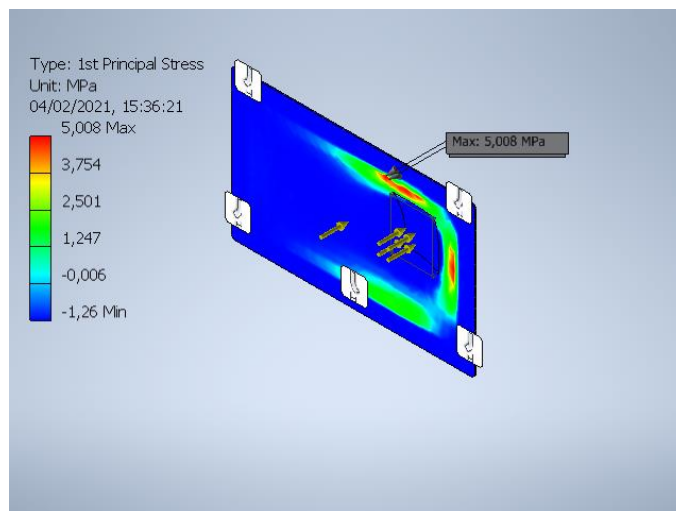 Type: 1st Principal Stress
Unit: MPa
04/02/2021, 15:36:21
5,008 Max
3,754
2,501
1,247
-0,006
-1,26 Min
Max: 5,008 MPa